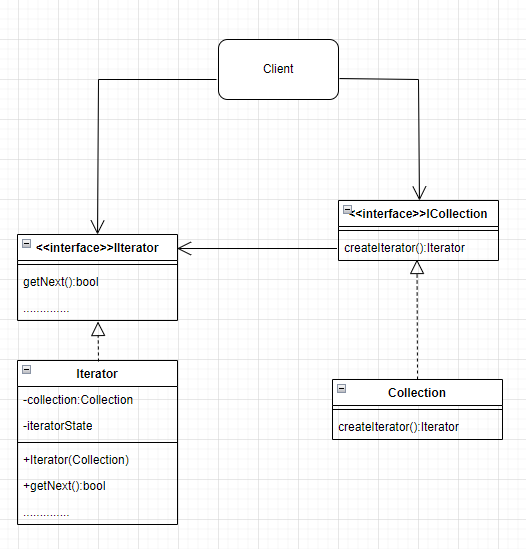 Client
<<interface>>ICollection
createIterator():Iterator
<<interface>>IIterator
getNext():bool
..............
Iterator
-collection:Collection
-iteratorState
+Iterator(Collection)
+getNext():bool
..............
Collection
createIterator():Iterator